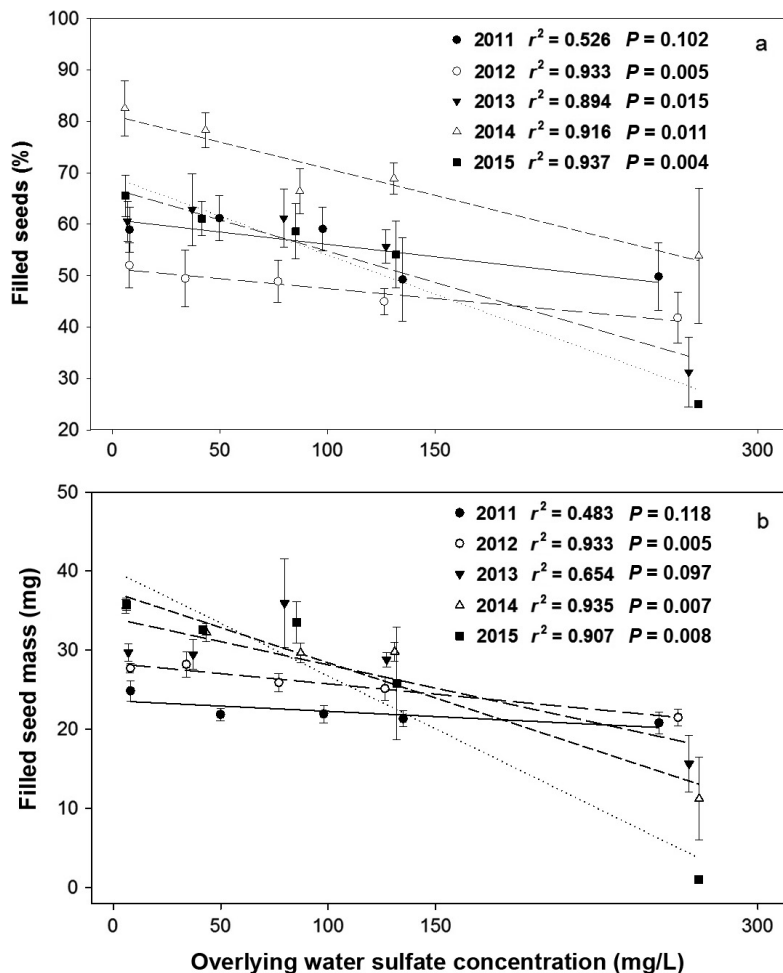 a
● 2011 r² = 0.526 P = 0.102
○ 2012 r² = 0.933 P = 0.005
▼ 2013 r² = 0.894 P = 0.015
△ 2014 r² = 0.916 P = 0.011
■ 2015 r² = 0.937 P = 0.004
Filled seeds (%)
100
90
80
70
60
50
40
30
20
0 50 100 150 300
b
● 2011 r² = 0.483 P = 0.118
○ 2012 r² = 0.933 P = 0.005
▼ 2013 r² = 0.654 P = 0.097
△ 2014 r² = 0.935 P = 0.007
■ 2015 r² = 0.907 P = 0.008
Filled seed mass (mg)
50
40
30
20
10
0
0 50 100 150 300
Overlying water sulfate concentration (mg/L)